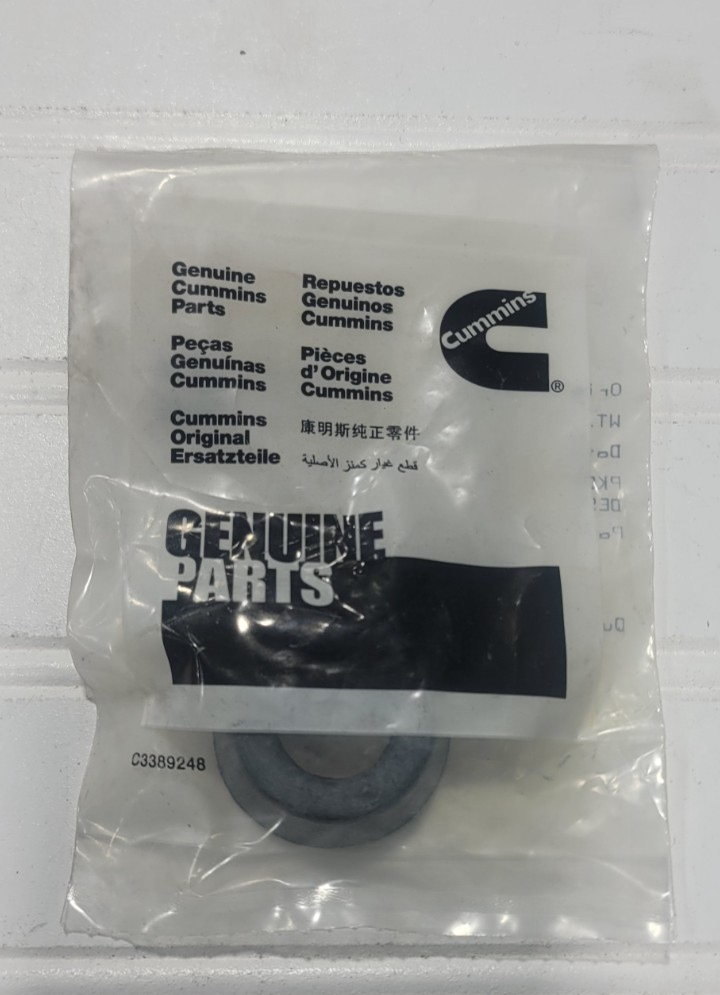 Genuine
Cummins
Parts
Repuestos
Genuinos
Cummins
Peças
Genuínas
Cummins
Pièces
d'Origine
Cummins
Cummins
Original
Ersatzteile
康明斯纯正零件
قطع غيار كمنز الأصلية
Cummins
®
GENUINE
PARTS
C3389248